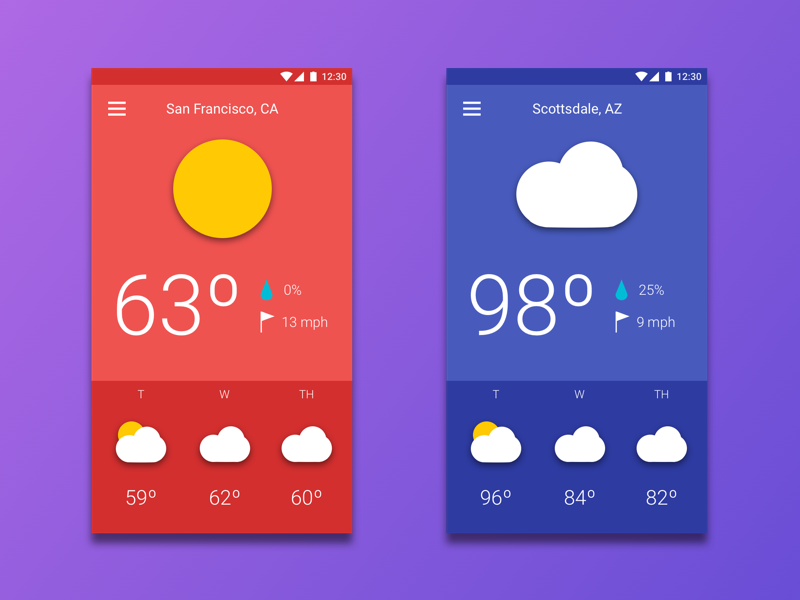 12:30
San Francisco, CA
63º
0%
13 mph
T W TH
59º 62º 60º
12:30
Scottsdale, AZ
98º
25%
9 mph
T W TH
96º 84º 82º